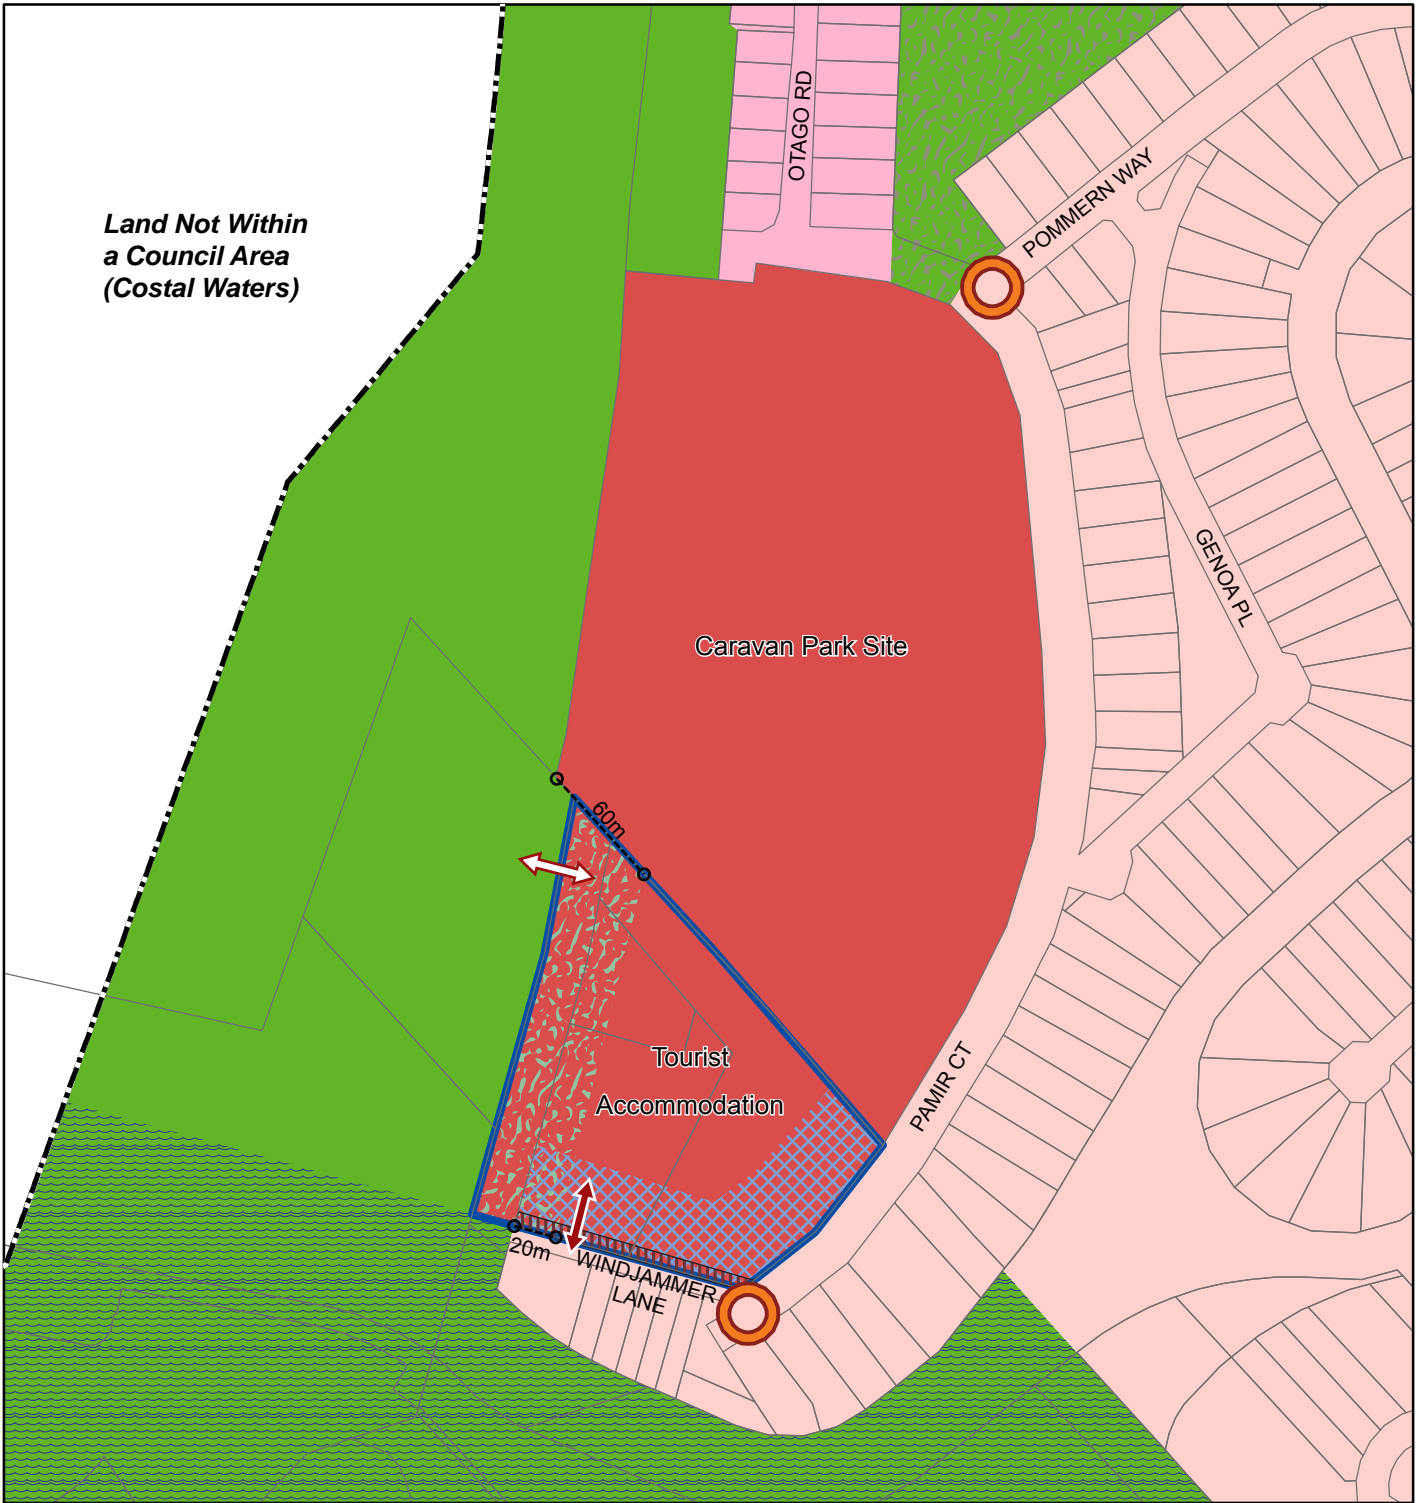 OTAGO RD
POMMERN WAY
Land Not Within
a Council Area
(Costal Waters)
GENOA PL
Caravan Park Site
60m
Tourist
Accommodation
PAMIR CT
20m
WINDJAMMER
LANE